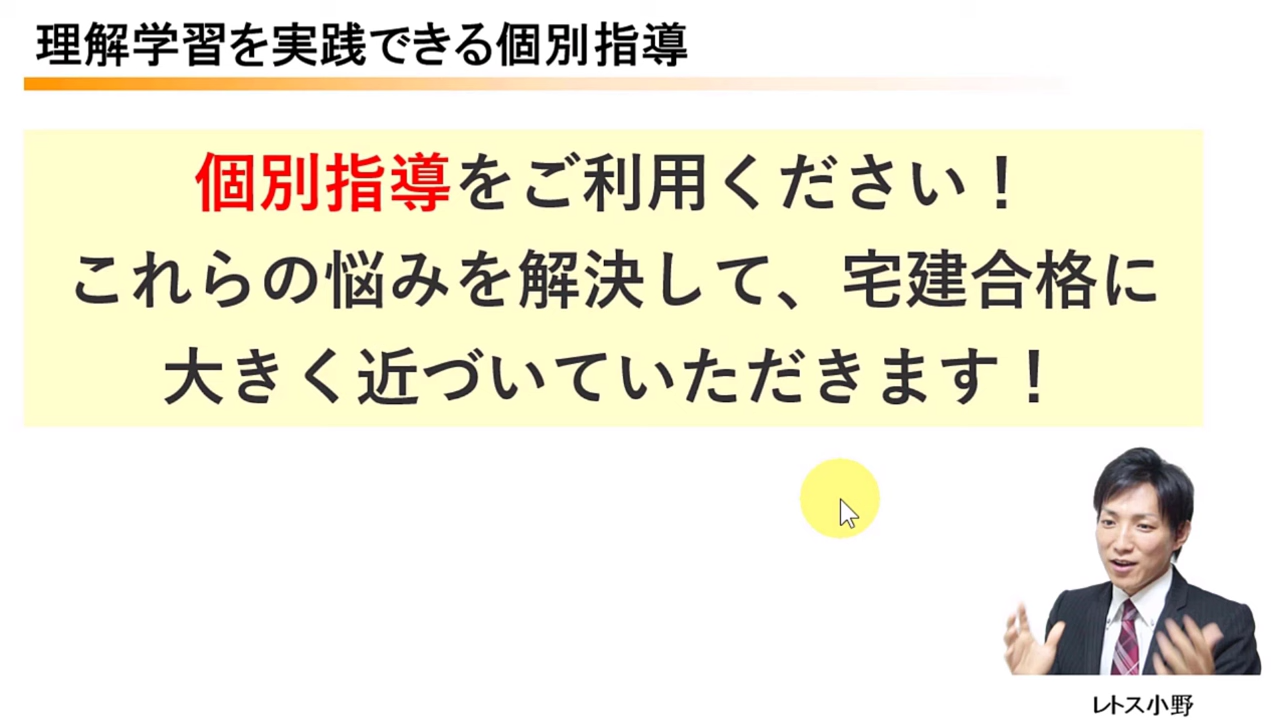 理解学習を実践できる個別指導
個別指導をご利用ください！
これらの悩みを解決して、宅建合格に
大きく近づいていただきます！
レトス小野